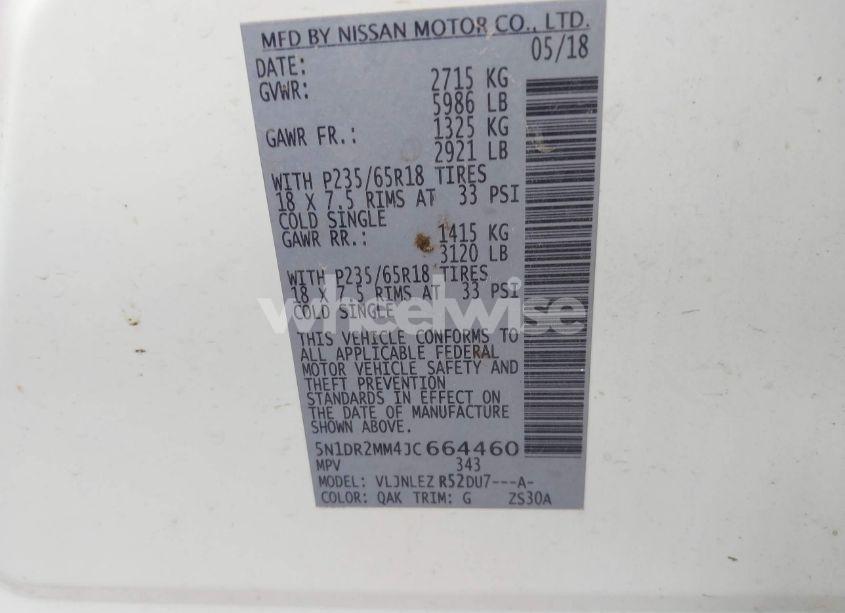 MFD BY NISSAN MOTOR CO., LTD.
DATE: 05/18
GVWR: 2715 KG
5986 LB
GAWR FR.: 1325 KG
2921 LB
WITH P235/65R18 TIRES
18 X 7.5 RIMS AT 33 PSI
COLD SINGLE
GAWR RR.: 1415 KG
3120 LB
WITH P235/65R18 TIRES
18 X 7.5 RIMS AT 33 PSI
COLD SINGLE
wheelwise
THIS VEHICLE CONFORMS TO
ALL APPLICABLE FEDERAL
MOTOR VEHICLE SAFETY AND
THEFT PREVENTION
STANDARDS IN EFFECT ON
THE DATE OF MANUFACTURE
SHOWN ABOVE.
5N1DR2MM4JC664460
MPV 343
MODEL: VLJNLEZ R52DU7---A-
COLOR: QAK TRIM: G ZS30A